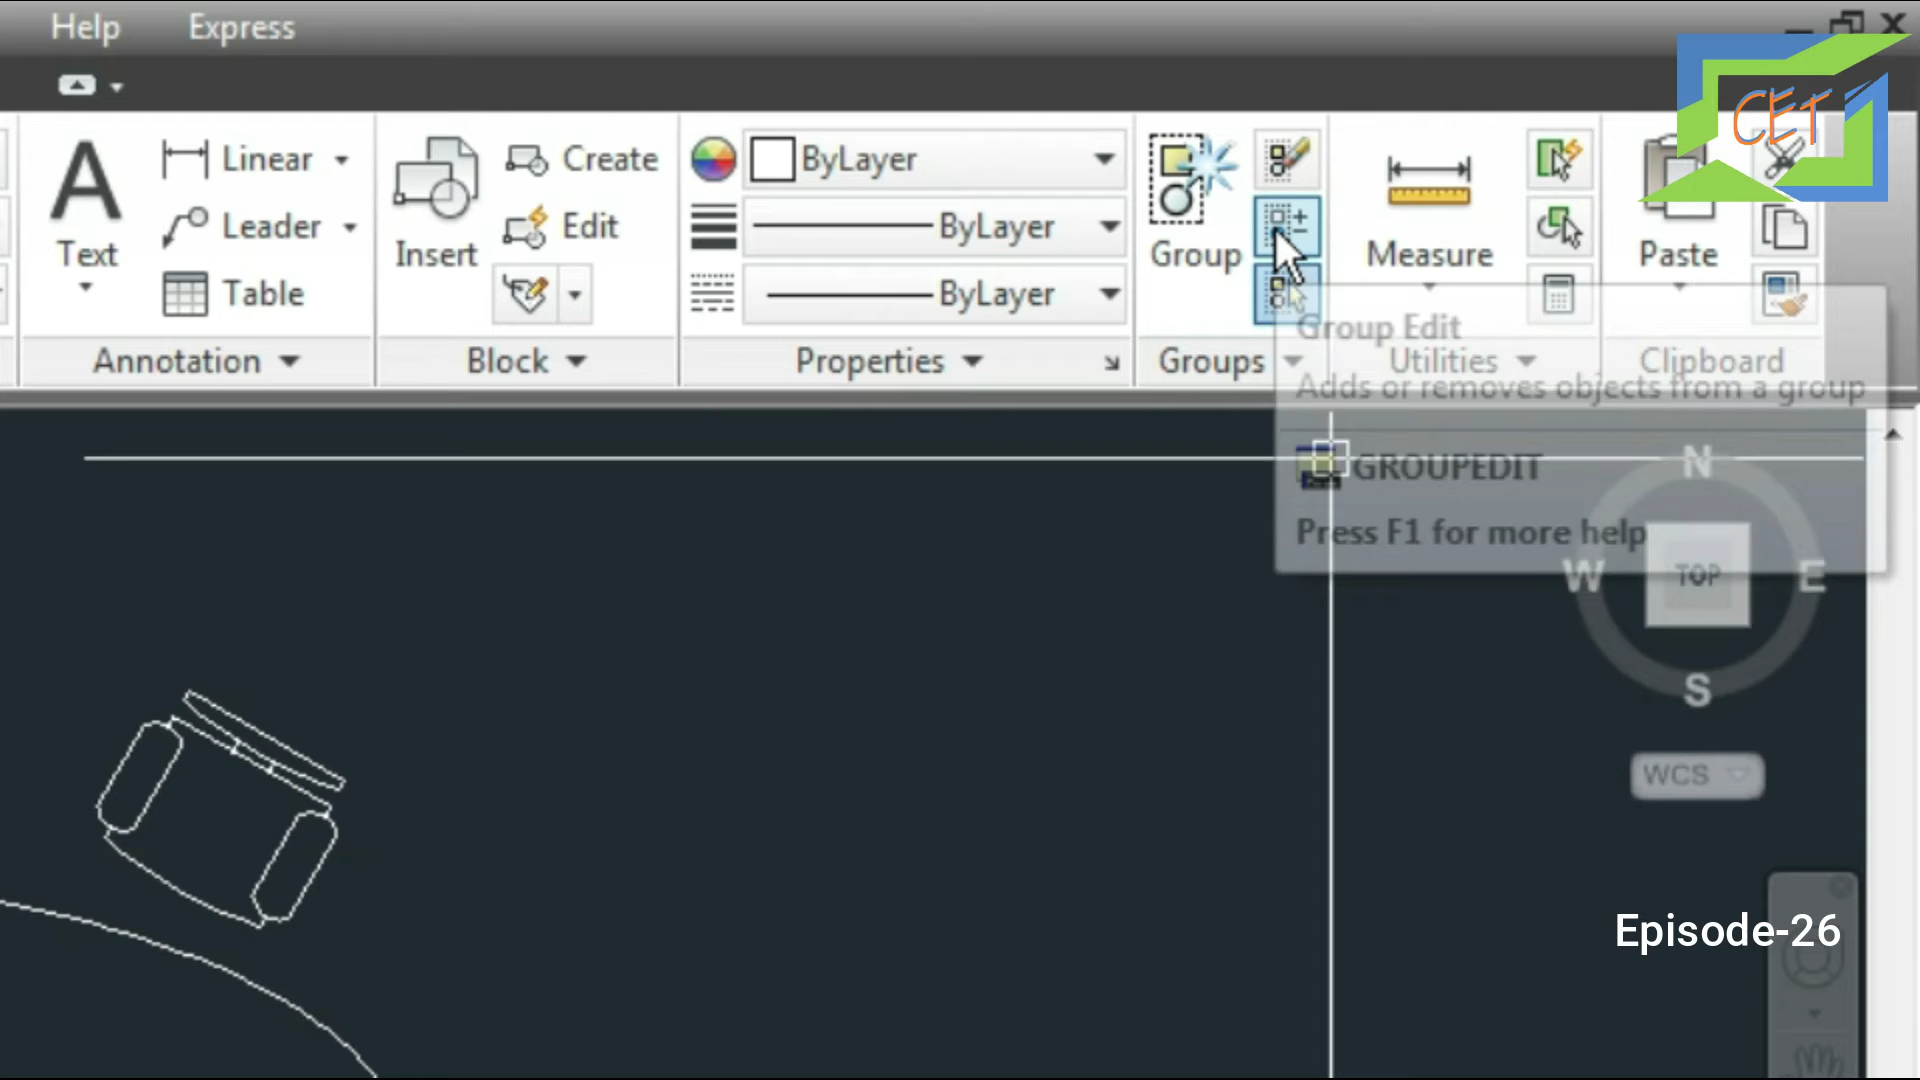 Help Express
CET
A Linear Create ByLayer
Leader Edit ByLayer
Text Insert Group Measure Paste
Table ByLayer
Group Edit
Annotation Block Properties Groups Utilities Clipboard
Adds or removes objects from a group
GROUPEDIT
N
Press F1 for more help
W TOP E
S
WCS
Episode-26